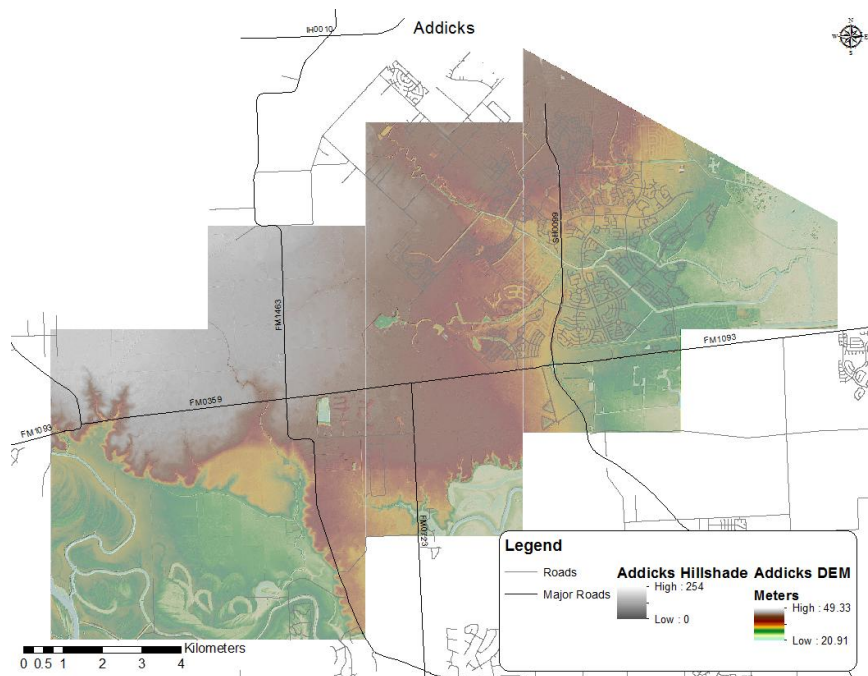 IH0010
Addicks
N
W E
S
SH0099
FM1463
FM1093
FM0359
FM1093
FM0723
Legend
Roads
Major Roads
Addicks Hillshade
High : 254
Low : 0
Addicks DEM
Meters
High : 49.33
Low : 20.91
Kilometers
0 0.5 1 2 3 4